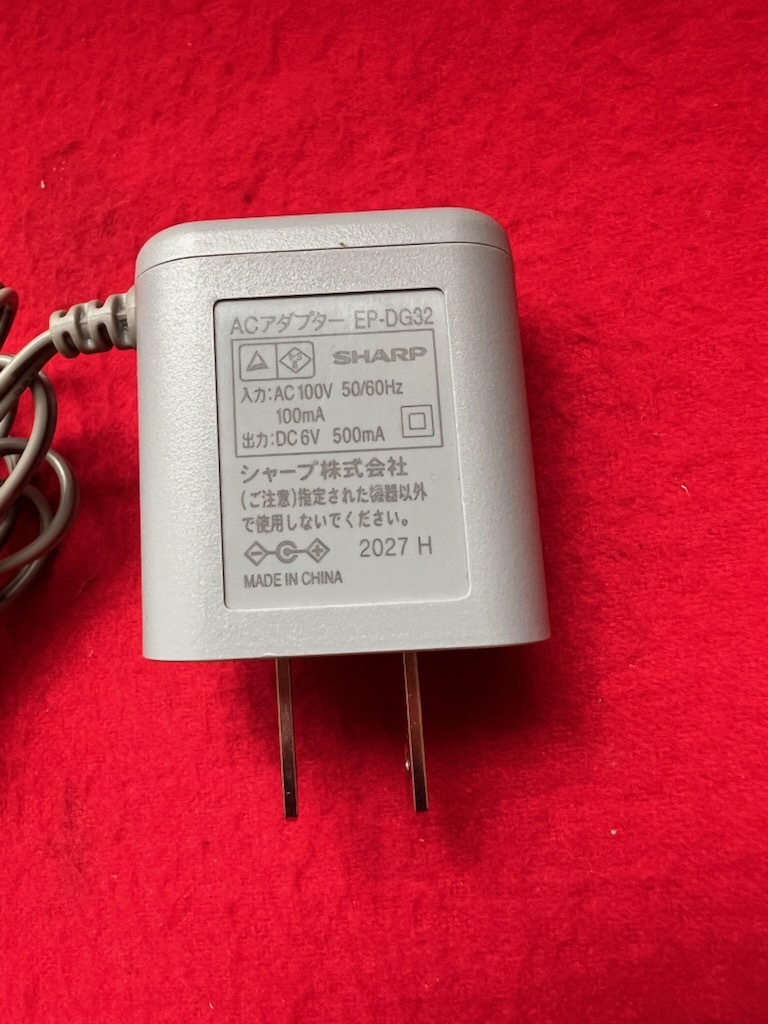 ACアダプター EP-DG32
PSE SHARP
入力:AC100V 50/60Hz
100mA
出力:DC6V 500mA
シャープ株式会社
(ご注意)指定された機器以外
で使用しないでください。
2027 H
MADE IN CHINA